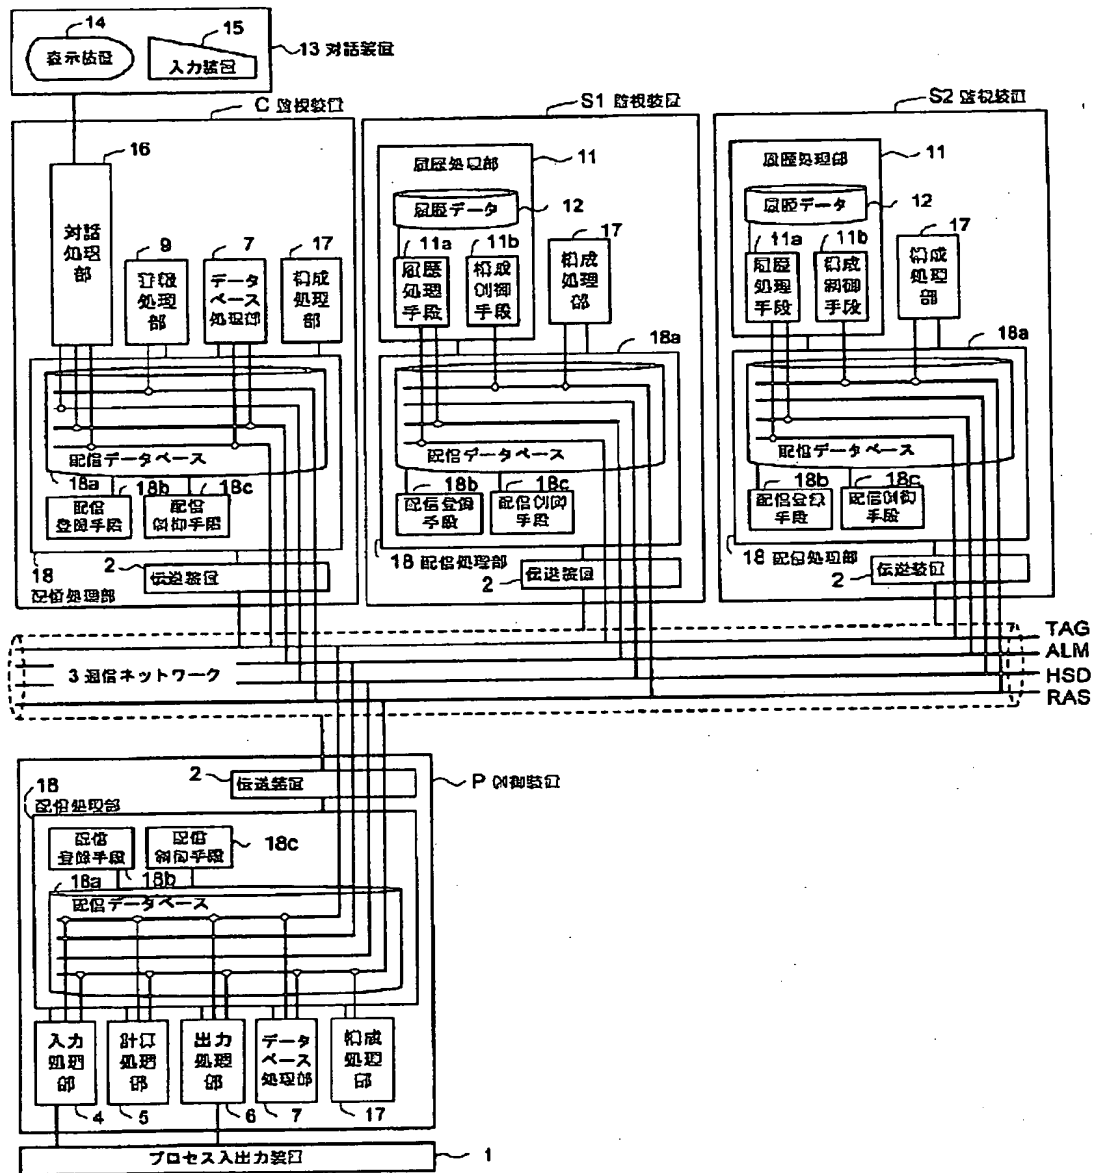 14
15
表示装置
入力装置
13 対話装置
C 監視装置
S1 監視装置
S2 監視装置
16
対話処理部
9
処理部
7
データ
ベース
処理部
17
構成
処理部
履歴処理部
11
履歴データ
12
11a
履歴
処理
手段
11b
構成
制御
手段
17
構成
処理
部
履歴処理部
11
履歴データ
12
11a
履歴
処理
手段
11b
構成
制御
手段
17
構成
処理
部
18a
18a
配信データベース
18a
18b
18c
配信
登録手段
配信
制御手段
配信データベース
18b
18c
配信登録
手段
配信制御
手段
配信データベース
18b
18c
配信登録
手段
配信制御
手段
18
配信処理部
2
伝送装置
18 配信処理部
2
伝送装置
18 配信処理部
2
伝送装置
3 通信ネットワーク
TAG
ALM
HSD
RAS
2
伝送装置
P 制御装置
18
配信処理部
配信
登録手段
配信
制御手段
18c
18a
18b
配信データベース
入力
処理
部
計算
処理
部
出力
処理
部
データ
ベース
処理部
構成
処理
部
4
5
6
7
17
プロセス入出力装置
1